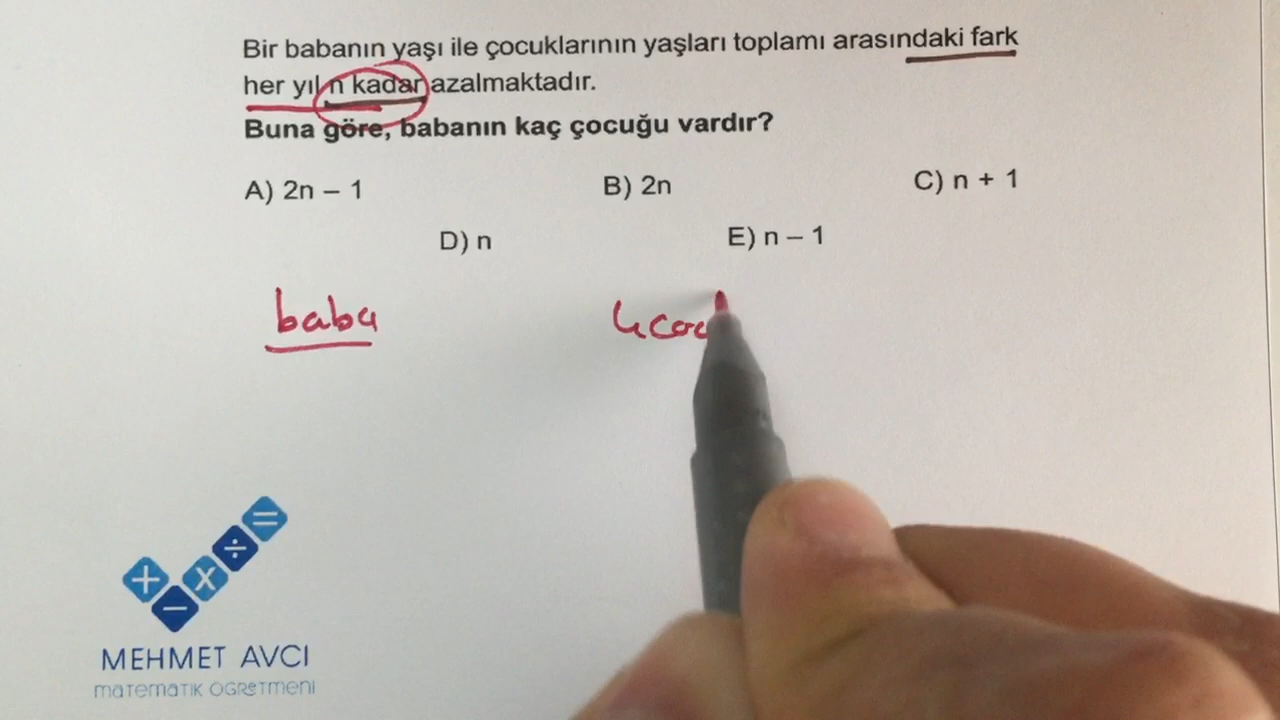 Bir babanın yaşı ile çocuklarının yaşları toplamı arasındaki fark
her yıl n kadar azalmaktadır.
Buna göre, babanın kaç çocuğu vardır?
A) 2n – 1 B) 2n C) n + 1
D) n E) n – 1
baba
MEHMET AVCI
matematik öğretmeni